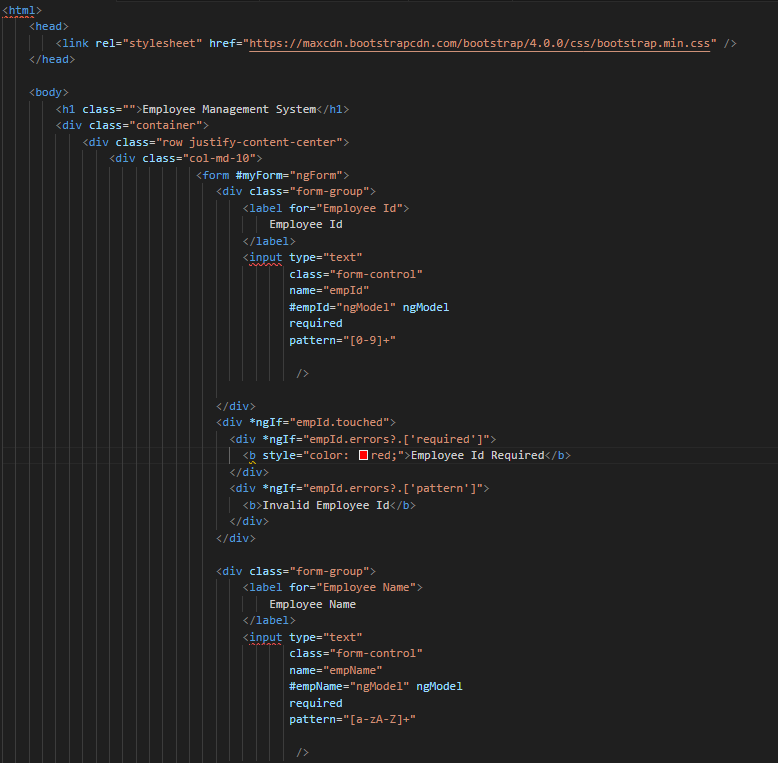 <html>
<head>
<link rel="stylesheet" href="https://maxcdn.bootstrapcdn.com/bootstrap/4.0.0/css/bootstrap.min.css" />
</head>
<body>
<h1 class="">Employee Management System</h1>
<div class="container">
<div class="row justify-content-center">
<div class="col-md-10">
<form #myForm="ngForm">
<div class="form-group">
<label for="Employee Id">
Employee Id
</label>
<input type="text"
class="form-control"
name="empId"
#empId="ngModel" ngModel
required
pattern="[0-9]+"
/>
</div>
<div *ngIf="empId.touched">
<div *ngIf="empId.errors?.['required']">
<b style="color: red;">Employee Id Required</b>
</div>
<div *ngIf="empId.errors?.['pattern']">
<b>Invalid Employee Id</b>
</div>
</div>
<div class="form-group">
<label for="Employee Name">
Employee Name
</label>
<input type="text"
class="form-control"
name="empName"
#empName="ngModel" ngModel
required
pattern="[a-zA-Z]+"
/>